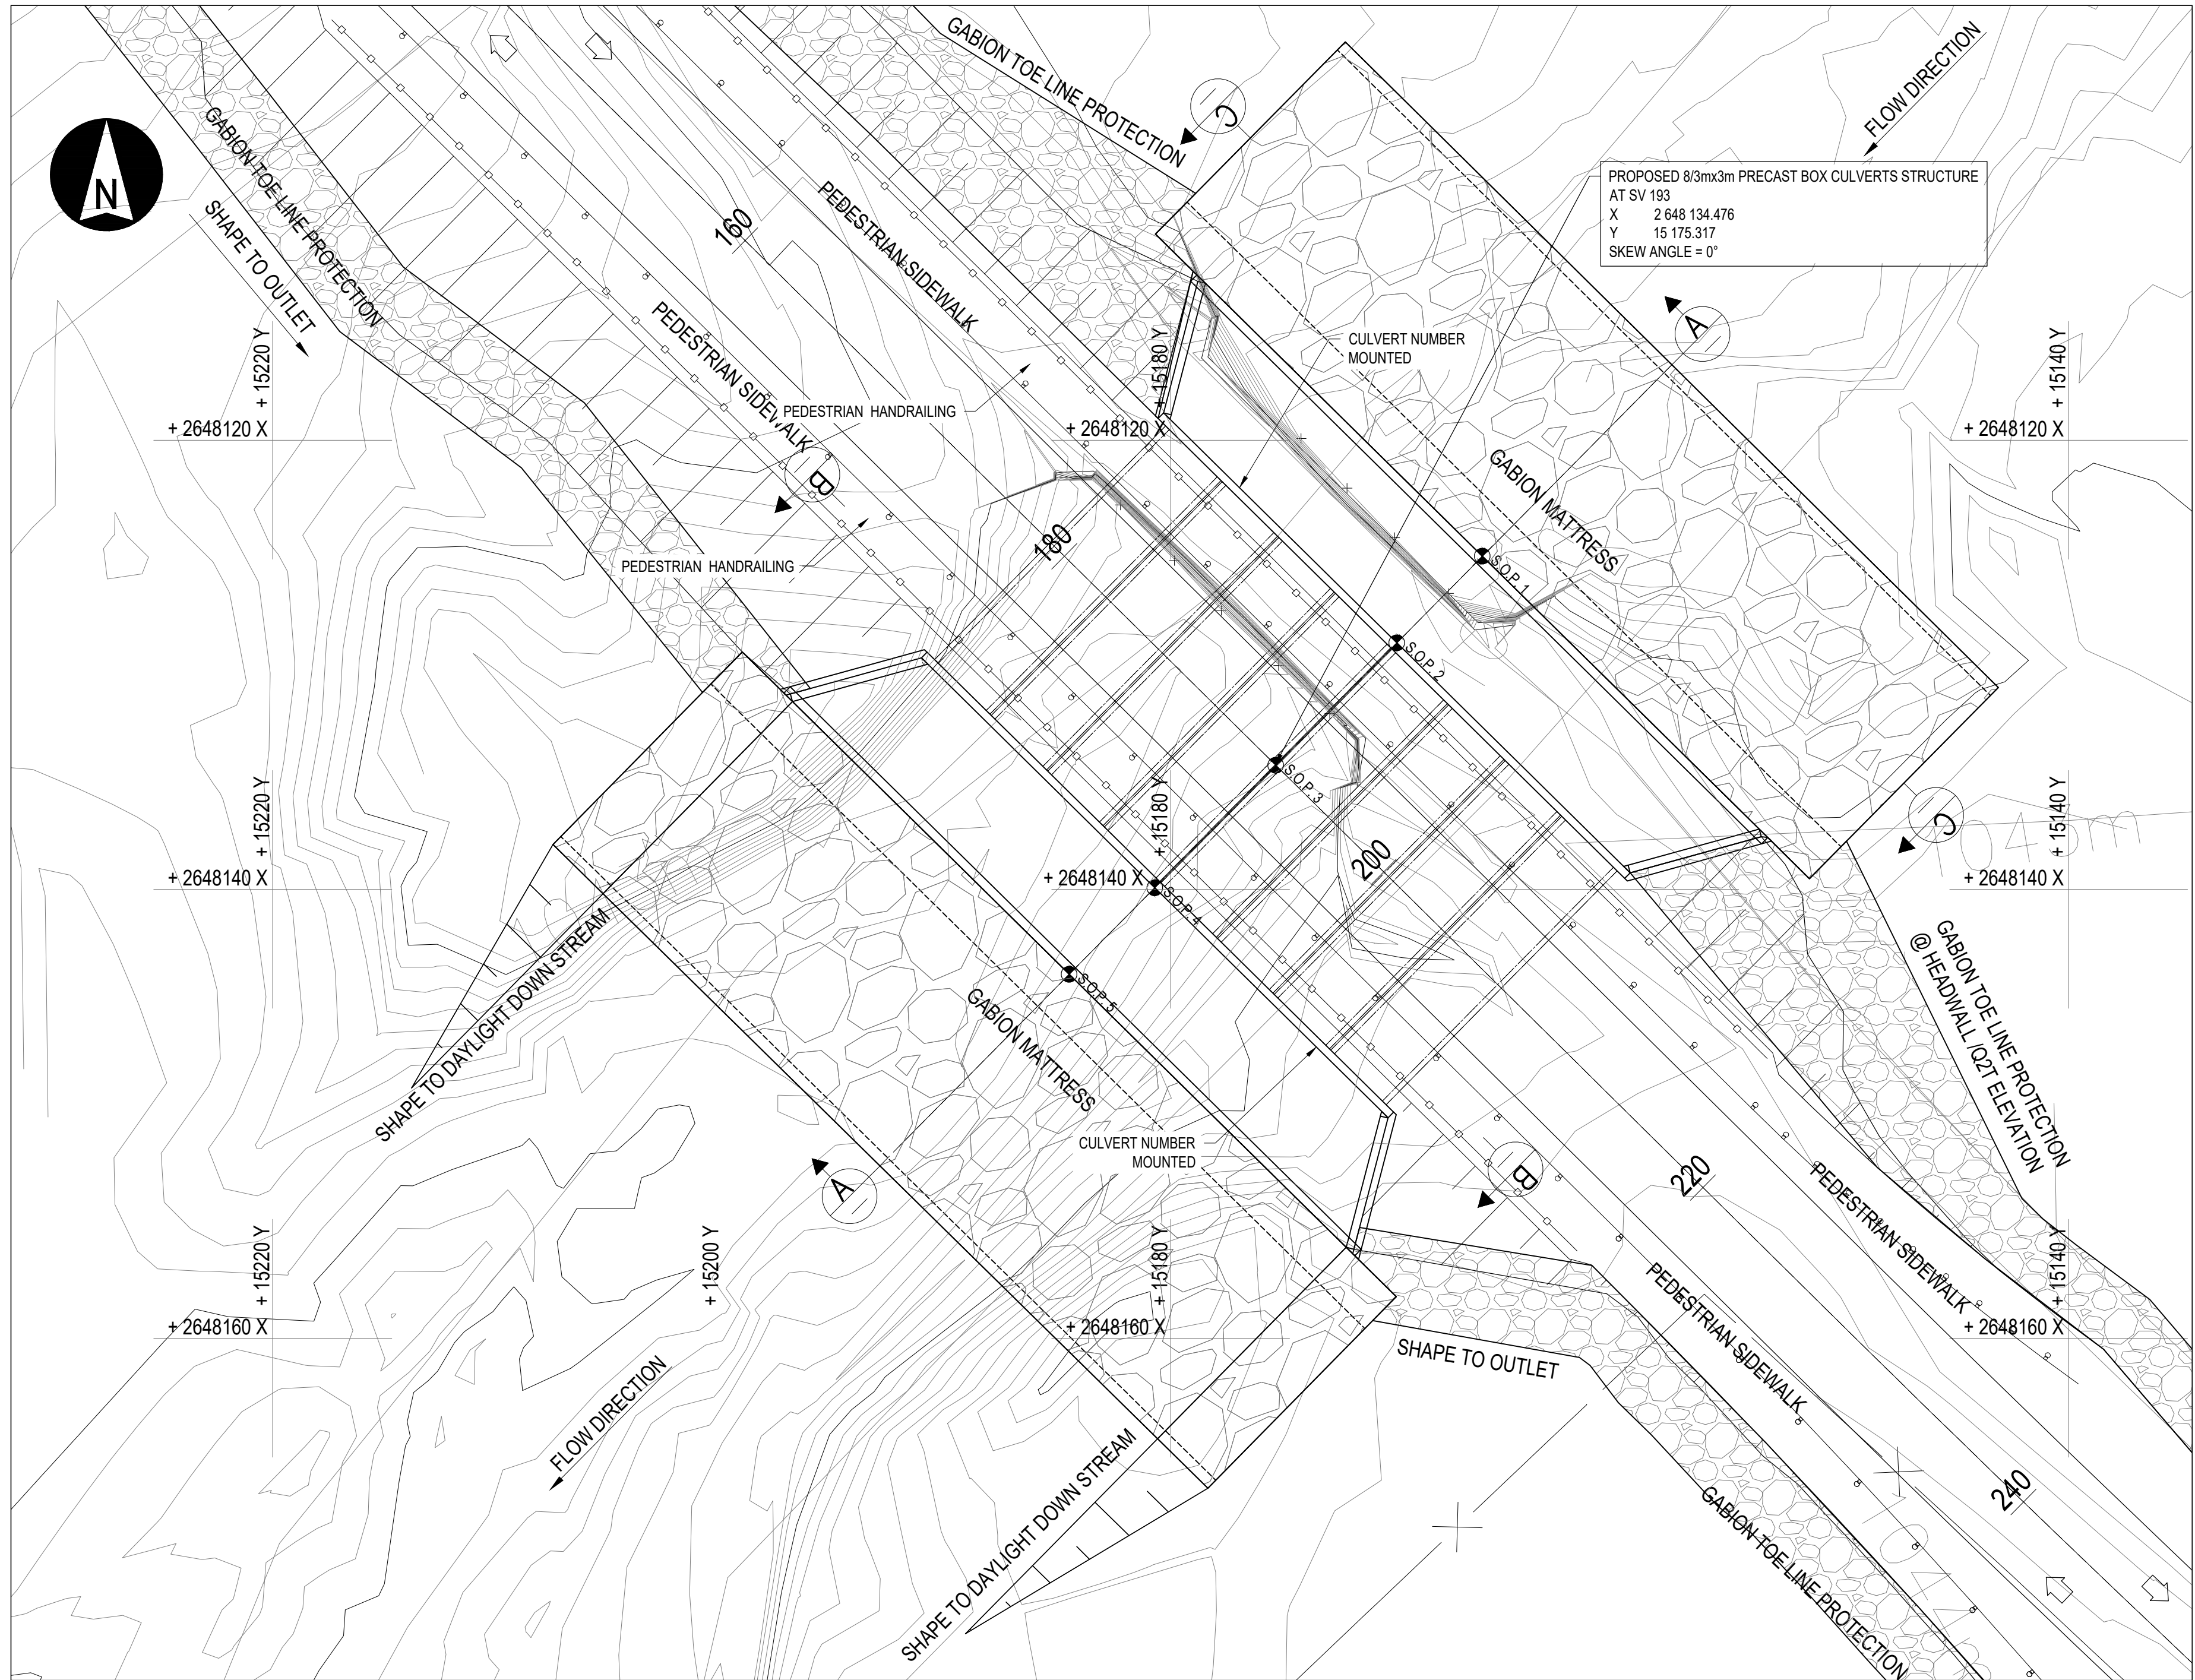 GABION TOE LINE PROTECTION
FLOW DIRECTION
C
GABION TOE LINE PROTECTION
N
SHAPE TO OUTLET
160
PEDESTRIAN SIDEWALK
PROPOSED 8/3mx3m PRECAST BOX CULVERTS STRUCTURE
AT SV 193
X 2 648 134.476
Y 15 175.317
SKEW ANGLE = 0°
PEDESTRIAN SIDEWALK
A
CULVERT NUMBER
MOUNTED
+ 15220 Y
+ 15180 Y
+ 15140 Y
PEDESTRIAN HANDRAILING
+ 2648120 X
+ 2648120 X
+ 2648120 X
B
GABION MATTRESS
180
PEDESTRIAN HANDRAILING
S.O.P.1
S.O.P.2
S.O.P.3
+ 15220 Y
+ 15180 Y
+ 15140 Y
C
200
+ 2648140 X
+ 2648140 X
+ 2648140 X
S.O.P.4
SHAPE TO DAYLIGHT DOWN STREAM
GABION TOE LINE PROTECTION
@ HEADWALL /Q2T ELEVATION
S.O.P.5
GABION MATTRESS
CULVERT NUMBER
MOUNTED
A
B
220
PEDESTRIAN SIDEWALK
+ 15220 Y
+ 15200 Y
+ 15180 Y
+ 15140 Y
PEDESTRIAN SIDEWALK
+ 2648160 X
+ 2648160 X
+ 2648160 X
SHAPE TO OUTLET
FLOW DIRECTION
SHAPE TO DAYLIGHT DOWN STREAM
240
GABION TOE LINE PROTECTION